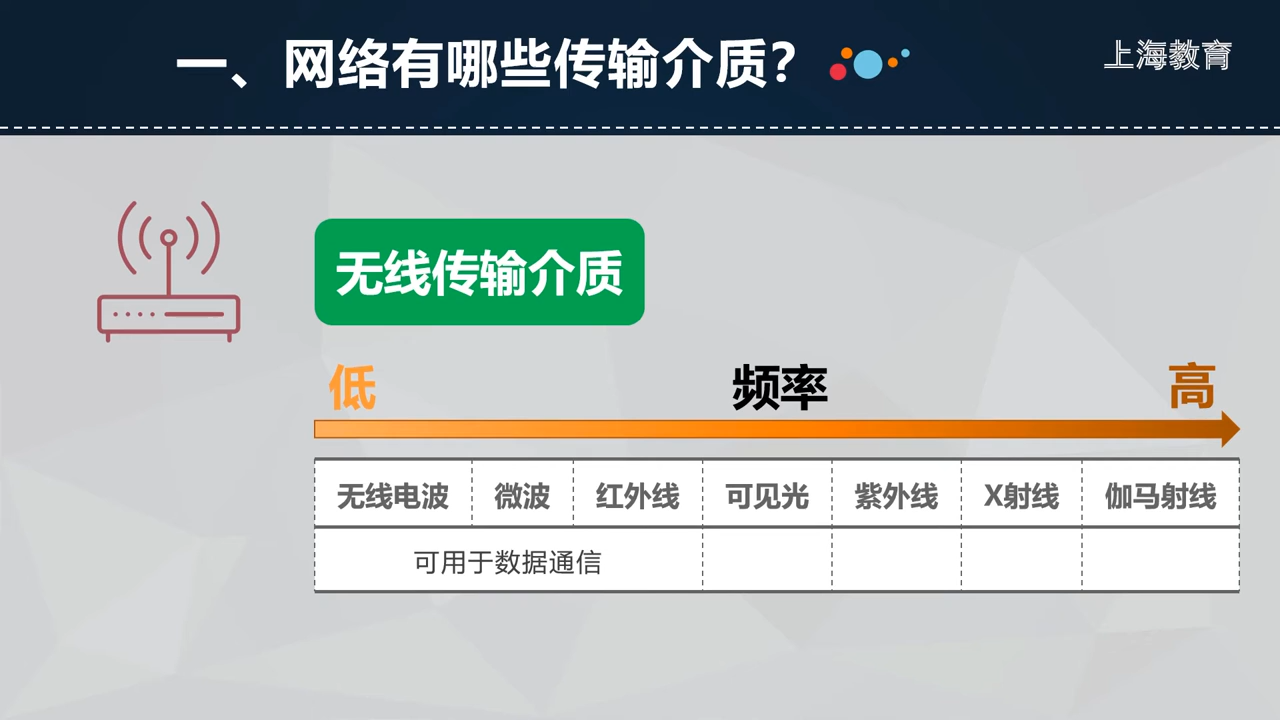 一、网络有哪些传输介质？
上海教育
无线传输介质
低 频率 高
无线电波 微波 红外线 可见光 紫外线 X射线 伽马射线
可用于数据通信